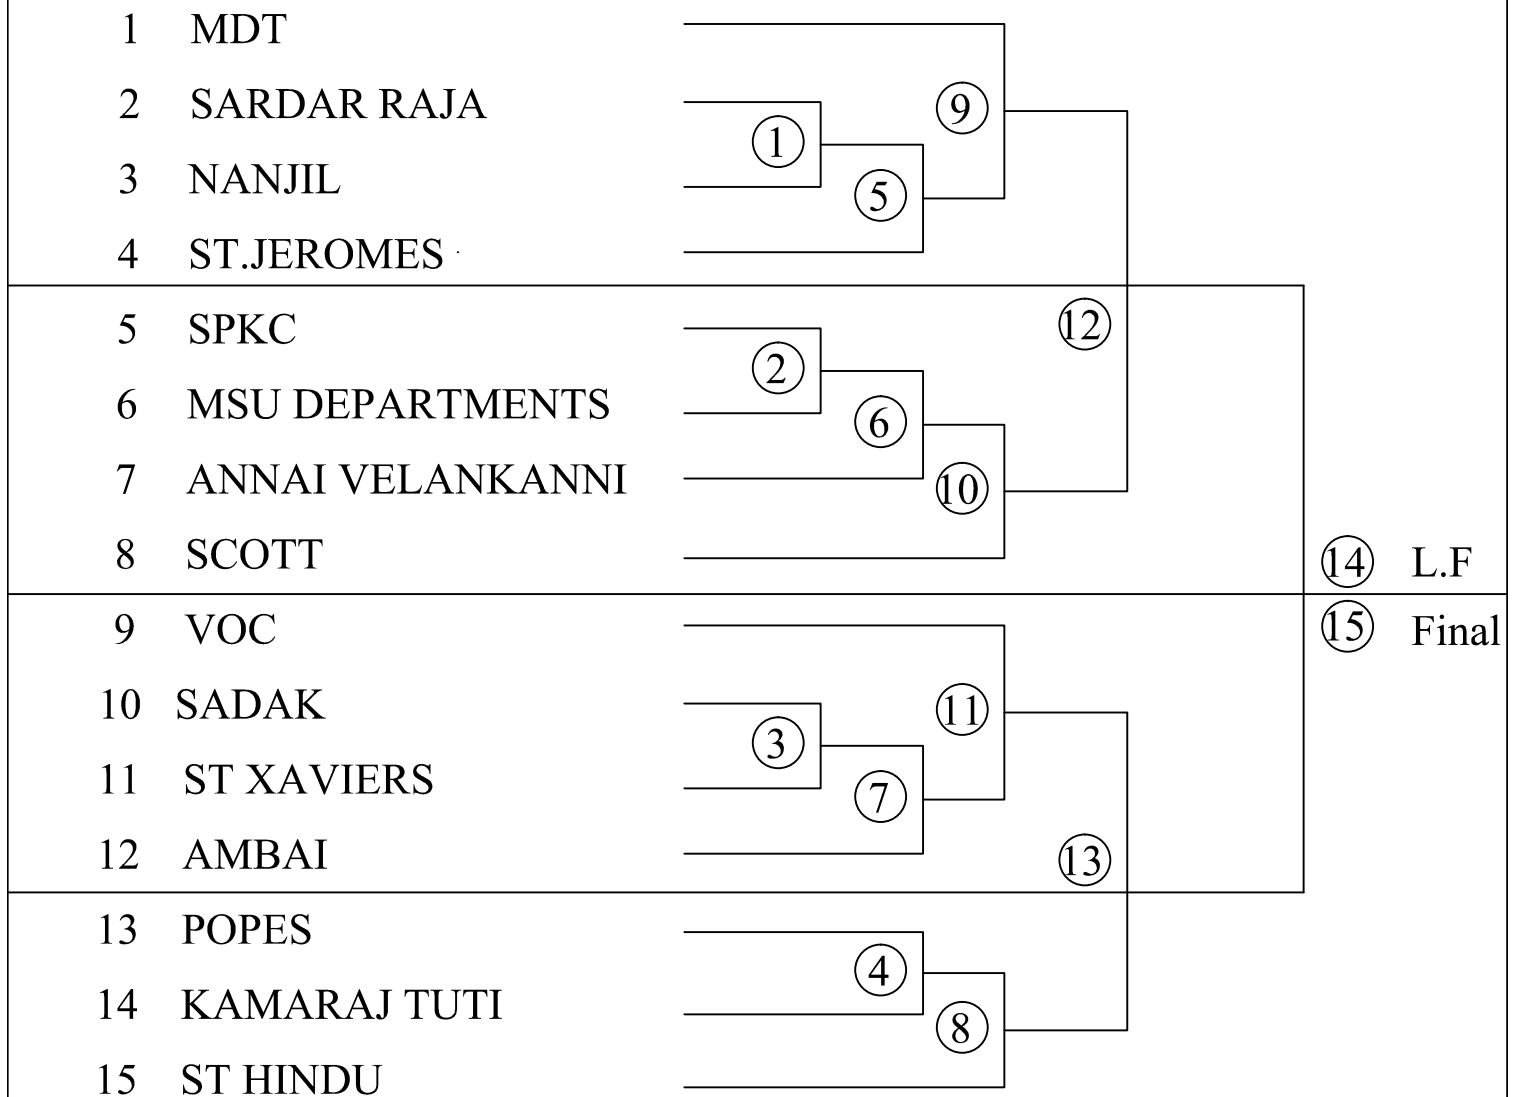 1 MDT
2 SARDAR RAJA
3 NANJIL
4 ST.JEROMES
5 SPKC
6 MSU DEPARTMENTS
7 ANNAI VELANKANNI
8 SCOTT
9 VOC
10 SADAK
11 ST XAVIERS
12 AMBAI
13 POPES
14 KAMARAJ TUTI
15 ST HINDU
1
2
3
5
6
7
4
9
10
11
8
12
13
14 L.F
15 Final